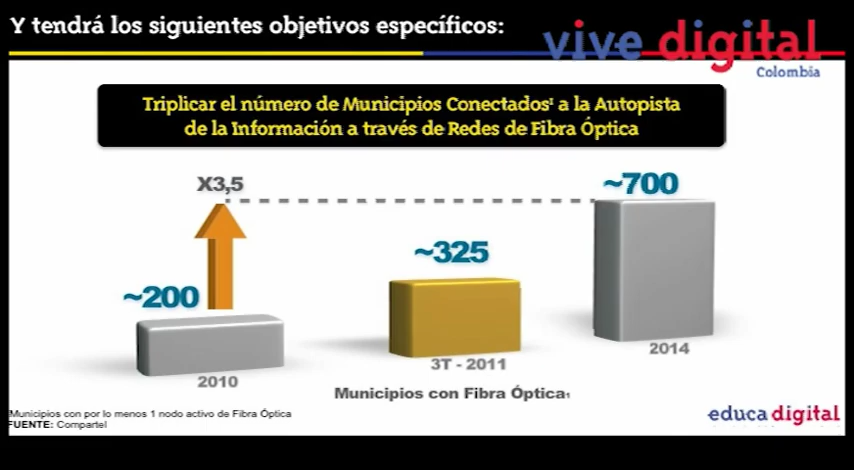 Y tendrá los siguientes objetivos específicos:
vive digital
Colombia
Triplicar el número de Municipios Conectados¹ a la Autopista
de la Información a través de Redes de Fibra Óptica
X3,5
~700
~325
~200
2010
3T - 2011
2014
Municipios con Fibra Óptica₁
Municipios con por lo menos 1 nodo activo de Fibra Óptica
FUENTE: Compartel
educadigital